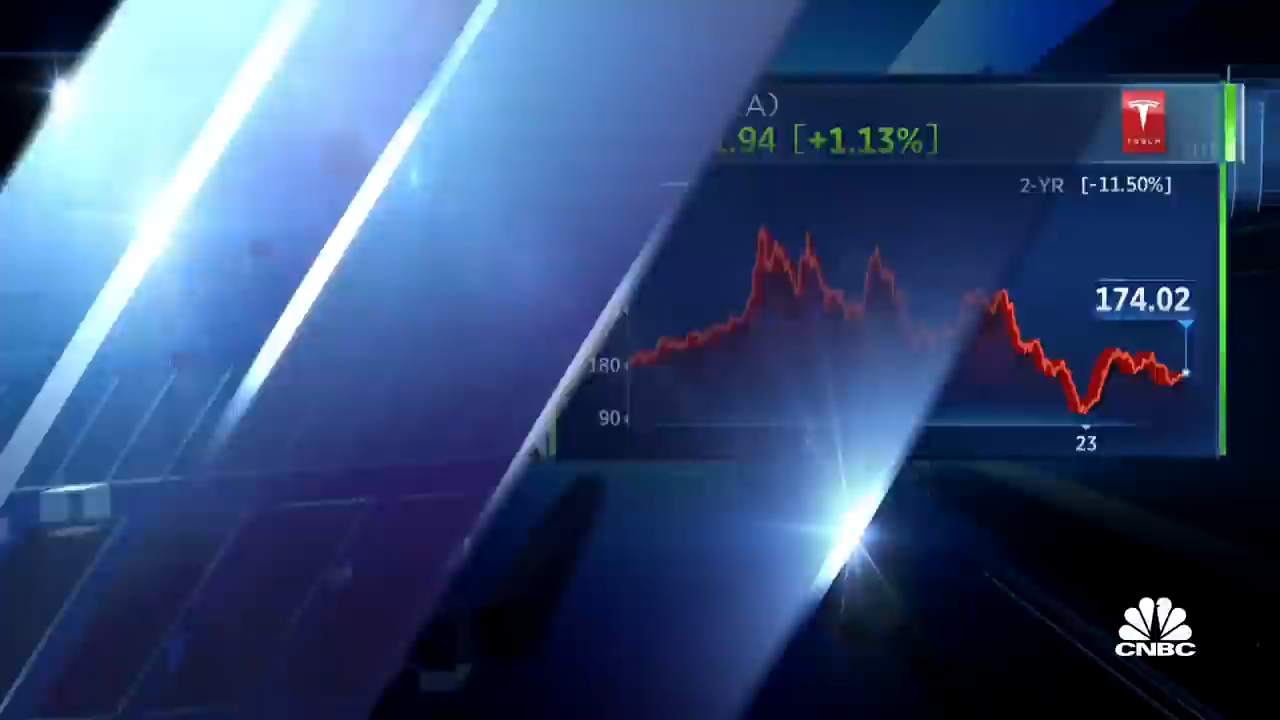 A)
.94 [+1.13%]
TESLA
2-YR [-11.50%]
174.02
180
90
23
CNBC